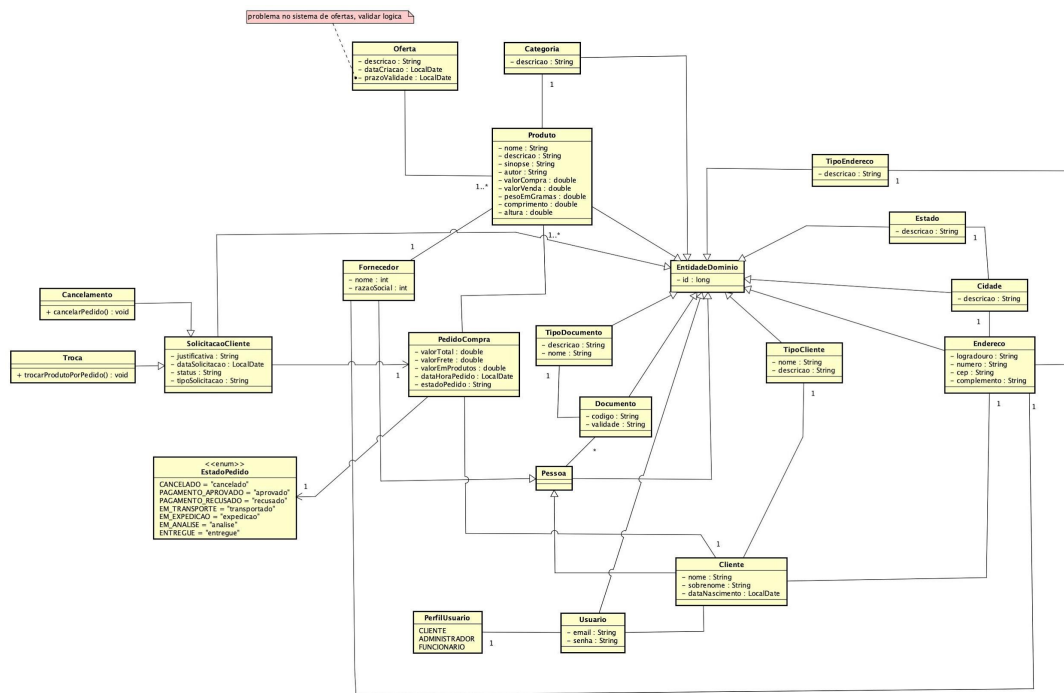 problema no sistema de ofertas, validar logica
Oferta
- descricao : String
- dataCriacao : LocalDate
- prazoValidade : LocalDate
Categoria
- descricao : String
1
Produto
- nome : String
- descricao : String
- sinopse : String
- autor : String
- valorCompra : double
- valorVenda : double
- pesoEmGramas : double
- comprimento : double
- altura : double
1..*
1..*
1
TipoEndereco
- descricao : String
1
Estado
- descricao : String
1
EntidadeDominio
- id : long
Fornecedor
- nome : int
- razaoSocial : int
Cidade
- descricao : String
1
Cancelamento
+ cancelarPedido() : void
Troca
+ trocarProdutoPorPedido() : void
SolicitacaoCliente
- justificativa : String
- dataSolicitacao : LocalDate
- status : String
- tipoSolicitacao : String
1
PedidoCompra
- valorTotal : double
- valorFrete : double
- valorEmProdutos : double
- dataHoraPedido : LocalDate
- estadoPedido : String
TipoDocumento
- descricao : String
- nome : String
1
TipoCliente
- nome : String
- descricao : String
1
Endereco
- logradouro : String
- numero : String
- cep : String
- complemento : String
1
1
Documento
- codigo : String
- validade : String
*
Pessoa
<<enum>>
EstadoPedido
CANCELADO = "cancelado"
PAGAMENTO_APROVADO = "aprovado"
PAGAMENTO_RECUSADO = "recusado"
EM_TRANSPORTE = "transportado"
EM_EXPEDICAO = "expedicao"
EM_ANALISE = "analise"
ENTREGUE = "entregue"
1
1
Cliente
- nome : String
- sobrenome : String
- dataNascimento : LocalDate
PerfilUsuario
CLIENTE
ADMINISTRADOR
FUNCIONARIO
1
Usuario
- email : String
- senha : String